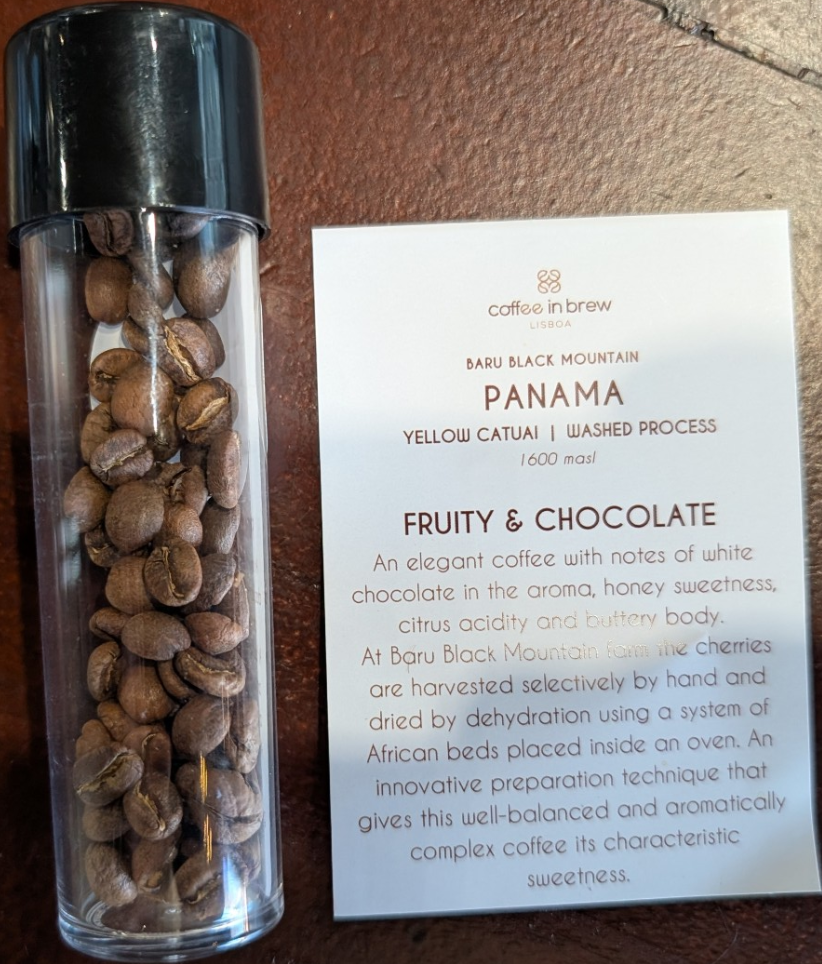 coffee in brew
LISBOA
BARU BLACK MOUNTAIN
PANAMA
YELLOW CATUAI | WASHED PROCESS
1600 masl
FRUITY & CHOCOLATE
An elegant coffee with notes of white
chocolate in the aroma, honey sweetness,
citrus acidity and buttery body.
At Baru Black Mountain farm the cherries
are harvested selectively by hand and
dried by dehydration using a system of
African beds placed inside an oven. An
innovative preparation technique that
gives this well-balanced and aromatically
complex coffee its characteristic
sweetness.